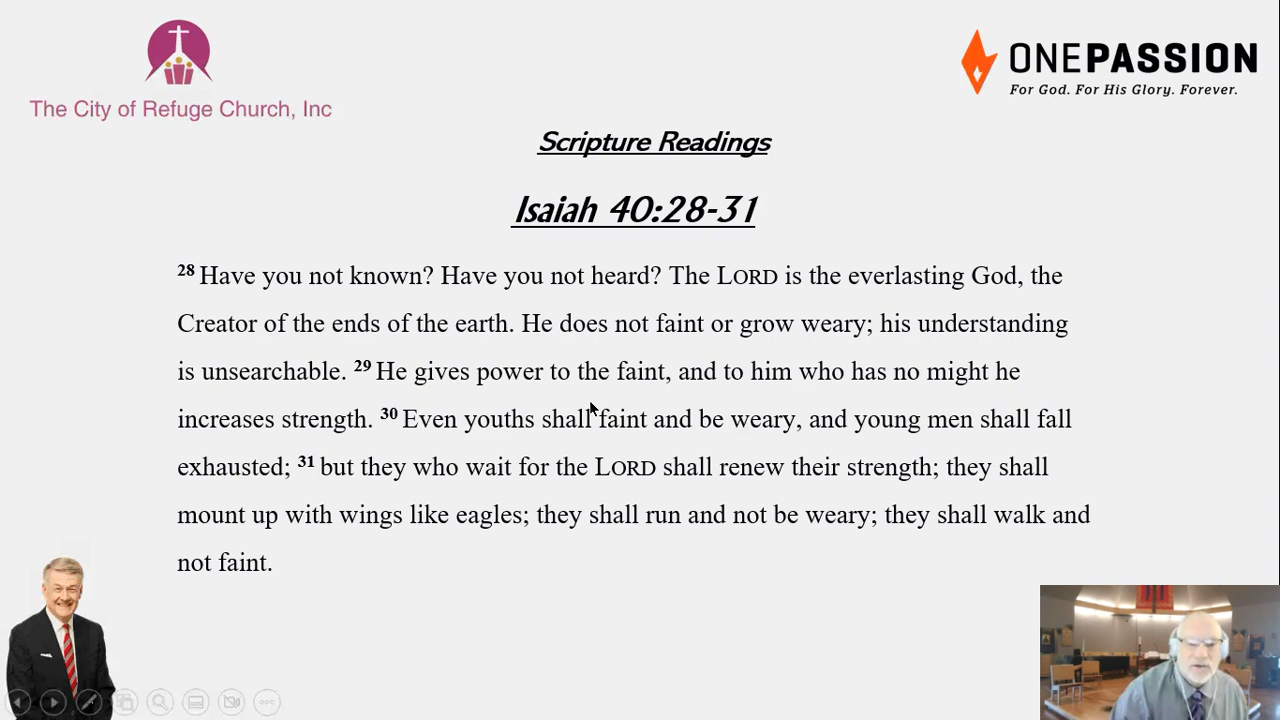 The City of Refuge Church, Inc
ONEPASSION
For God. For His Glory. Forever.
Scripture Readings
Isaiah 40:28-31
28 Have you not known? Have you not heard? The LORD is the everlasting God, the
Creator of the ends of the earth. He does not faint or grow weary; his understanding
is unsearchable. 29 He gives power to the faint, and to him who has no might he
increases strength. 30 Even youths shall faint and be weary, and young men shall fall
exhausted; 31 but they who wait for the LORD shall renew their strength; they shall
mount up with wings like eagles; they shall run and not be weary; they shall walk and
not faint.